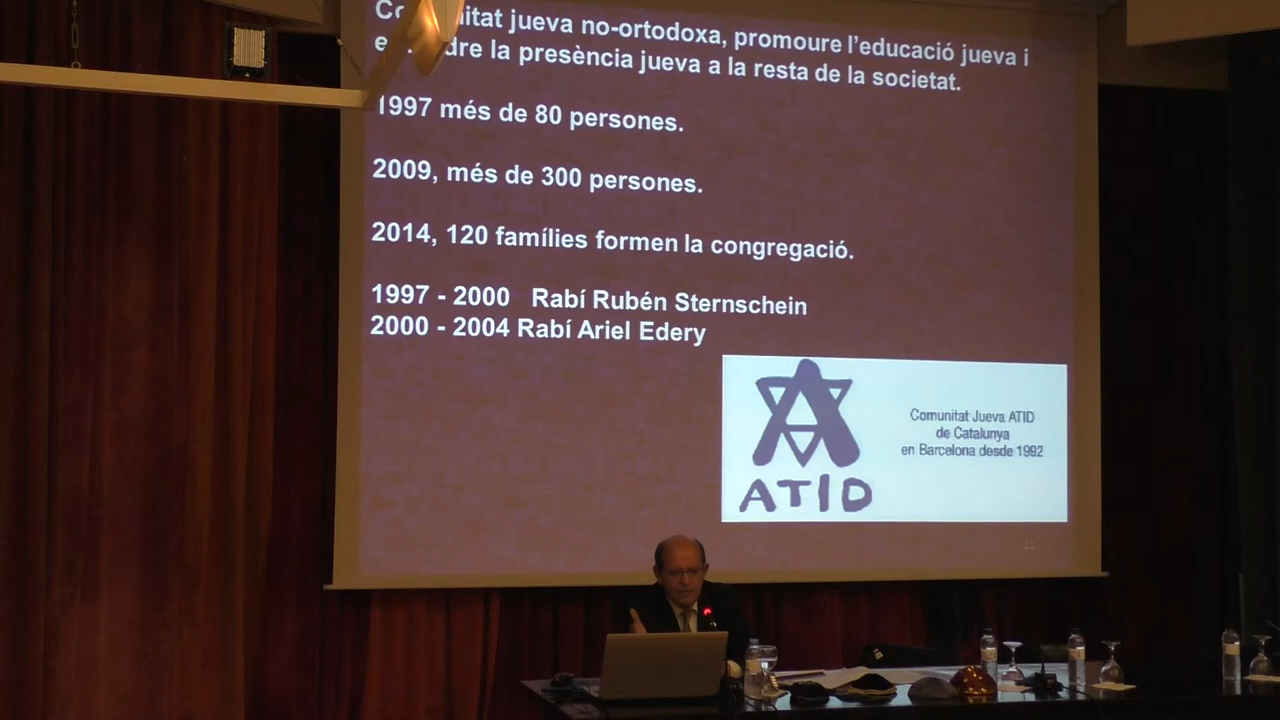 jueva no-ortodoxa, promoure l'educació jueva i
la presència jueva a la resta de la societat.
1997 més de 80 persones.
2009, més de 300 persones.
2014, 120 famílies formen la congregació.
1997 - 2000 Rabí Rubén Sternschein
2000 - 2004 Rabí Ariel Edery
Comunitat Jueva ATID
de Catalunya
en Barcelona desde 1992
ATID